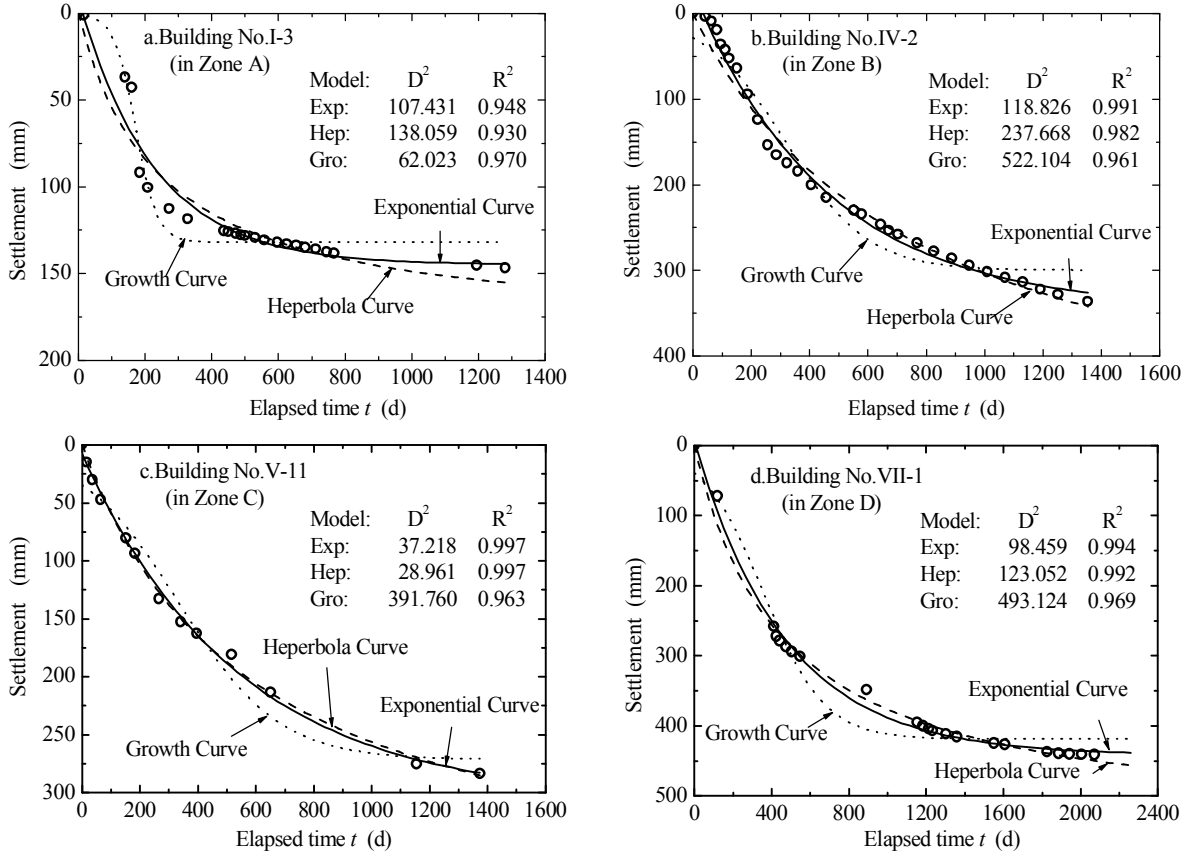 a.Building No.I-3
(in Zone A)
Model: D² R²
Exp: 107.431 0.948
Hep: 138.059 0.930
Gro: 62.023 0.970
Exponential Curve
Growth Curve
Heperbola Curve
Settlement (mm)
0
50
100
150
200
0 200 400 600 800 1000 1200 1400
Elapsed time t (d)
b.Building No.IV-2
(in Zone B)
Model: D² R²
Exp: 118.826 0.991
Hep: 237.668 0.982
Gro: 522.104 0.961
Exponential Curve
Growth Curve
Heperbola Curve
Settlement (mm)
0
100
200
300
400
0 200 400 600 800 1000 1200 1400 1600
Elapsed time t (d)
c.Building No.V-11
(in Zone C)
Model: D² R²
Exp: 37.218 0.997
Hep: 28.961 0.997
Gro: 391.760 0.963
Heperbola Curve
Exponential Curve
Growth Curve
Settlement (mm)
0
50
100
150
200
250
300
0 200 400 600 800 1000 1200 1400 1600
Elapsed time t (d)
d.Building No.VII-1
(in Zone D)
Model: D² R²
Exp: 98.459 0.994
Hep: 123.052 0.992
Gro: 493.124 0.969
Exponential Curve
Growth Curve
Heperbola Curve
Settlement (mm)
0
100
200
300
400
500
0 400 800 1200 1600 2000 2400
Elapsed time t (d)